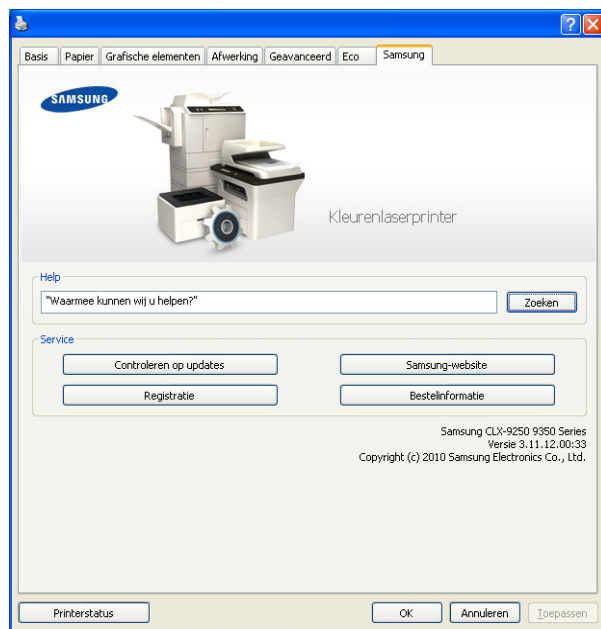 Basis Papier Grafische elementen Afwerking Geavanceerd Eco Samsung
SAMSUNG
Kleurenlaserprinter
Help
"Waarmee kunnen wij u helpen?" Zoeken
Service
Controleren op updates Samsung-website
Registratie Bestelinformatie
Samsung CLX-9250 9350 Series
Versie 3.11.12.00:33
Copyright (c) 2010 Samsung Electronics Co., Ltd.
Printerstatus OK Annuleren Toepassen